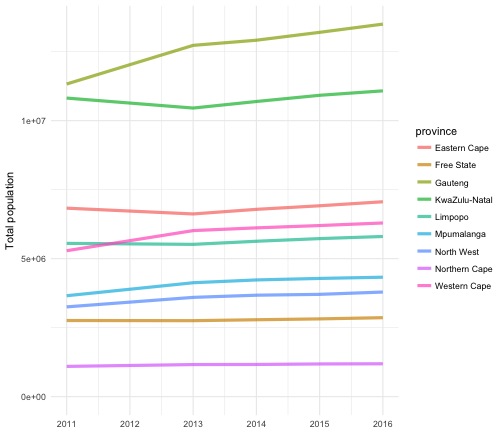 Total population
1e+07
5e+06
0e+00
2011 2012 2013 2014 2015 2016
province
Eastern Cape
Free State
Gauteng
KwaZulu-Natal
Limpopo
Mpumalanga
North West
Northern Cape
Western Cape